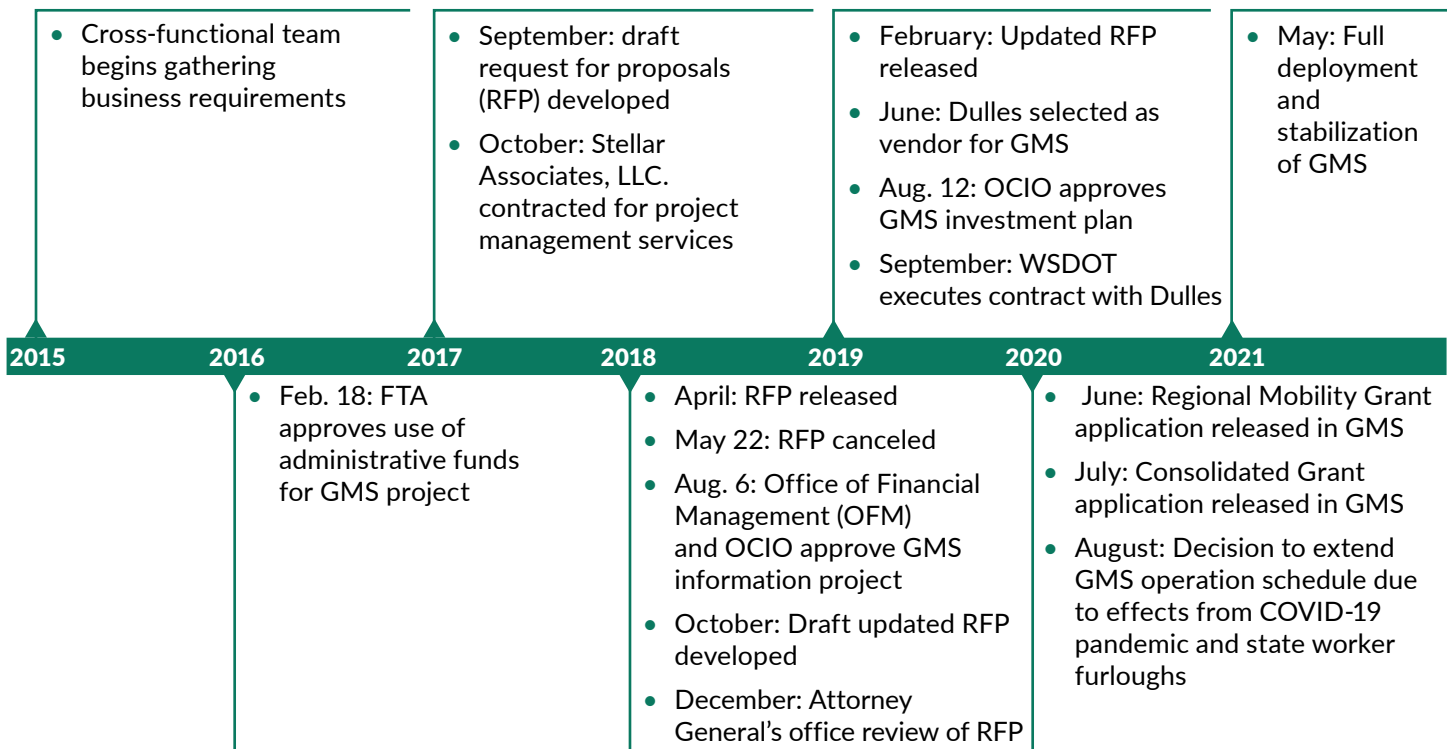 • Cross-functional team
begins gathering
business requirements
• September: draft
request for proposals
(RFP) developed
• October: Stellar
Associates, LLC.
contracted for project
management services
• February: Updated RFP
released
• June: Dulles selected as
vendor for GMS
• Aug. 12: OCIO approves
GMS investment plan
• September: WSDOT
executes contract with Dulles
• May: Full
deployment
and
stabilization
of GMS
2015 2016 2017 2018 2019 2020 2021
• Feb. 18: FTA
approves use of
administrative funds
for GMS project
• April: RFP released
• May 22: RFP canceled
• Aug. 6: Office of Financial
Management (OFM)
and OCIO approve GMS
information project
• October: Draft updated RFP
developed
• December: Attorney
General’s office review of RFP
• June: Regional Mobility Grant
application released in GMS
• July: Consolidated Grant
application released in GMS
• August: Decision to extend
GMS operation schedule due
to effects from COVID-19
pandemic and state worker
furloughs